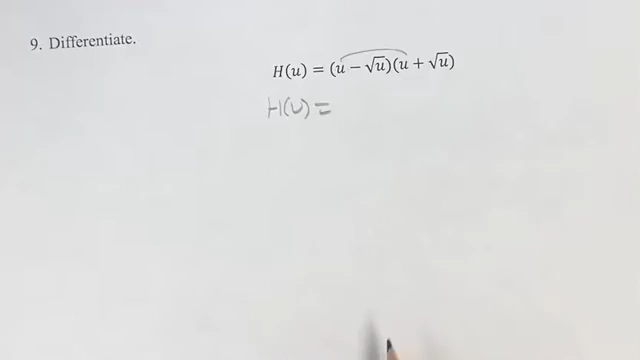 9. Differentiate.
H(u) = (u − √u)(u + √u)
H(u) =